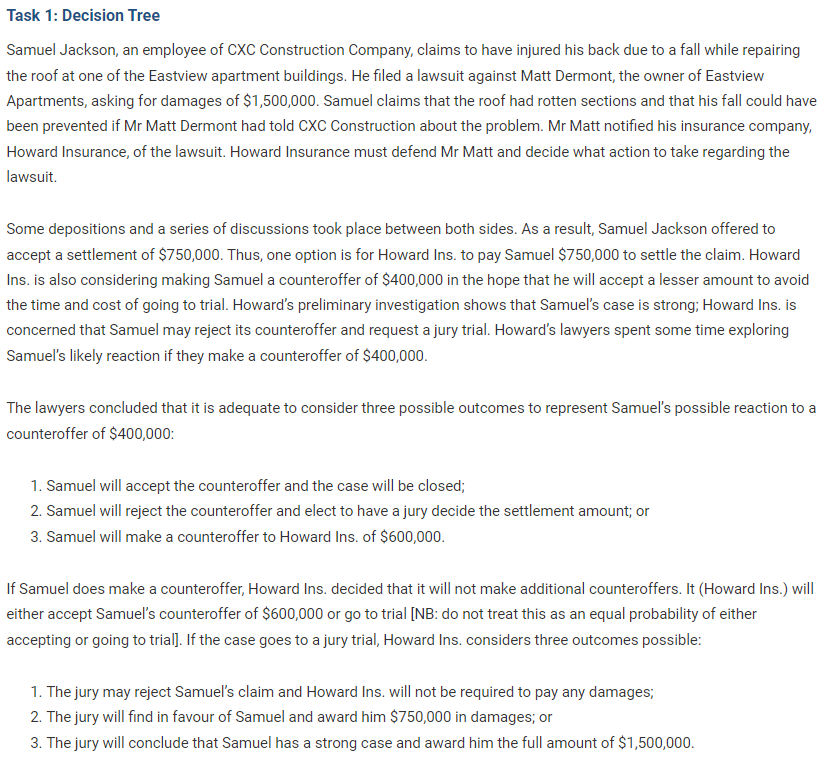 Task 1: Decision Tree
Samuel Jackson, an employee of CXC Construction Company, claims to have injured his back due to a fall while repairing
the roof at one of the Eastview apartment buildings. He filed a lawsuit against Matt Dermont, the owner of Eastview
Apartments, asking for damages of $1,500,000. Samuel claims that the roof had rotten sections and that his fall could have
been prevented if Mr Matt Dermont had told CXC Construction about the problem. Mr Matt notified his insurance company,
Howard Insurance, of the lawsuit. Howard Insurance must defend Mr Matt and decide what action to take regarding the
lawsuit.
Some depositions and a series of discussions took place between both sides. As a result, Samuel Jackson offered to
accept a settlement of $750,000. Thus, one option is for Howard Ins. to pay Samuel $750,000 to settle the claim. Howard
Ins. is also considering making Samuel a counteroffer of $400,000 in the hope that he will accept a lesser amount to avoid
the time and cost of going to trial. Howard's preliminary investigation shows that Samuel's case is strong; Howard Ins. is
concerned that Samuel may reject its counteroffer and request a jury trial. Howard's lawyers spent some time exploring
Samuel's likely reaction if they make a counteroffer of $400,000.
The lawyers concluded that it is adequate to consider three possible outcomes to represent Samuel's possible reaction to a
counteroffer of $400,000:
1. Samuel will accept the counteroffer and the case will be closed;
2. Samuel will reject the counteroffer and elect to have a jury decide the settlement amount; or
3. Samuel will make a counteroffer to Howard Ins. of $600,000.
If Samuel does make a counteroffer, Howard Ins. decided that it will not make additional counteroffers. It (Howard Ins.) will
either accept Samuel's counteroffer of $600,000 or go to trial [NB: do not treat this as an equal probability of either
accepting or going to trial]. If the case goes to a jury trial, Howard Ins. considers three outcomes possible:
1. The jury may reject Samuel's claim and Howard Ins. will not be required to pay any damages;
2. The jury will find in favour of Samuel and award him $750,000 in damages; or
3. The jury will conclude that Samuel has a strong case and award him the full amount of $1,500,000.